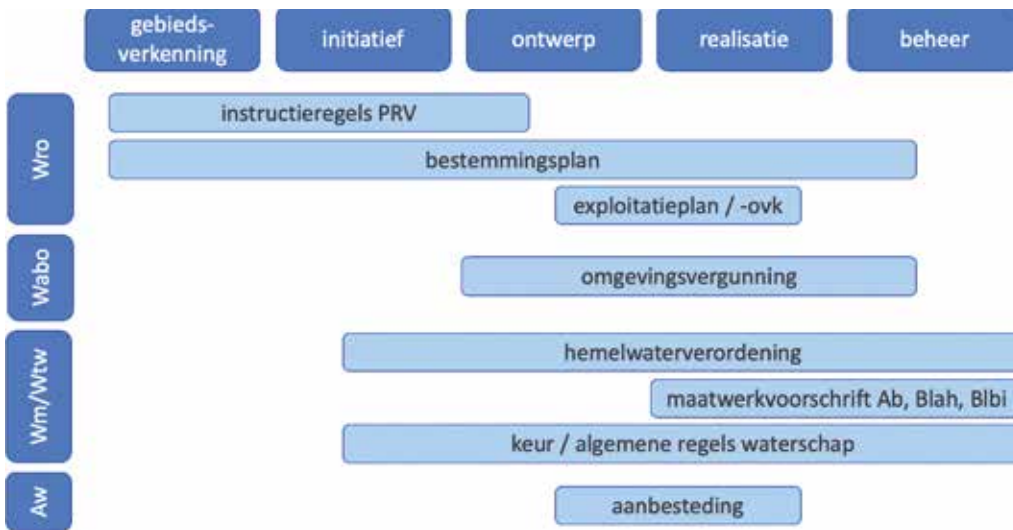 gebieds-
verkenning
initiatief
ontwerp
realisatie
beheer
Wro
instructieregels PRV
bestemmingsplan
exploitatieplan / -ovk
Wabo
omgevingsvergunning
Wm/Wtw
hemelwaterverordening
maatwerkvoorschrift Ab, Blah, Blbi
keur / algemene regels waterschap
Aw
aanbesteding